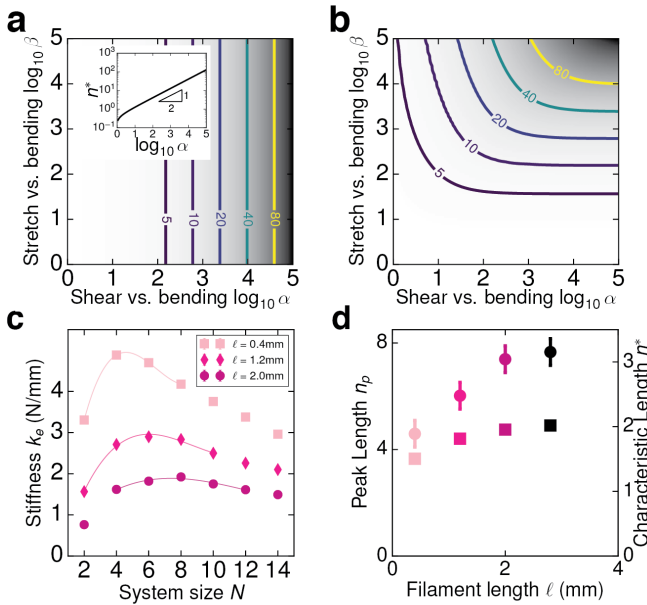 a
Stretch vs. bending log₁₀ β
5
4
3
2
1
0
0 1 2 3 4 5
Shear vs. bending log₁₀ α
5
10
20
40
80
n*
10³
10²
10¹
10⁰
10⁻¹
0 1 2 3 4 5
log₁₀ α
1
2
b
Stretch vs. bending log₁₀ β
5
4
3
2
1
0
0 1 2 3 4 5
Shear vs. bending log₁₀ α
5
10
20
40
80
c
Stiffness kₑ (N/mm)
5
4
3
2
1
0
2 4 6 8 10 12 14
System size N
ℓ = 0.4mm
ℓ = 1.2mm
ℓ = 2.0mm
d
Peak Length nₚ
8
4
0
0 1 2 3 4
Filament length ℓ (mm)
3
2
1
0
Characteristic Length n*